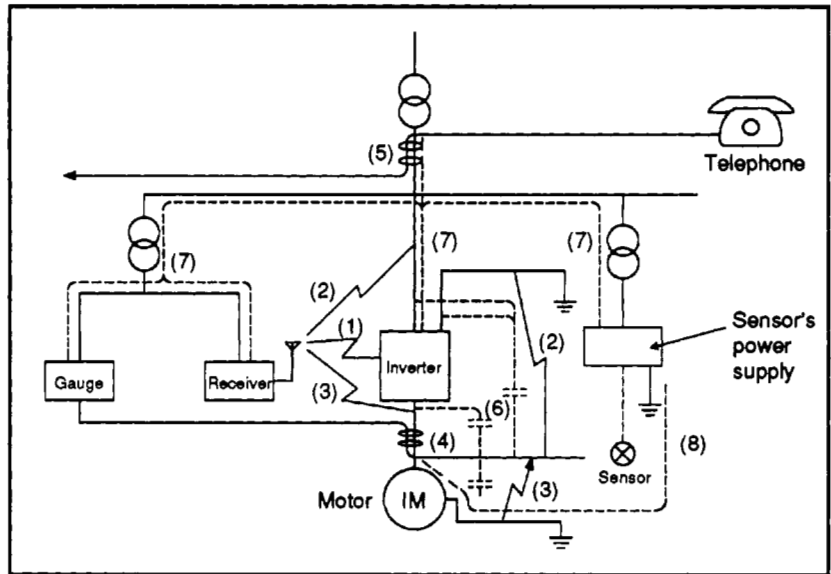 (5)
Telephone
(7)
(7)
(7)
(2)
(1)
(2)
Sensor's
power
supply
Gauge
Receiver
Inverter
(3)
(6)
(4)
(8)
Sensor
(3)
Motor
IM